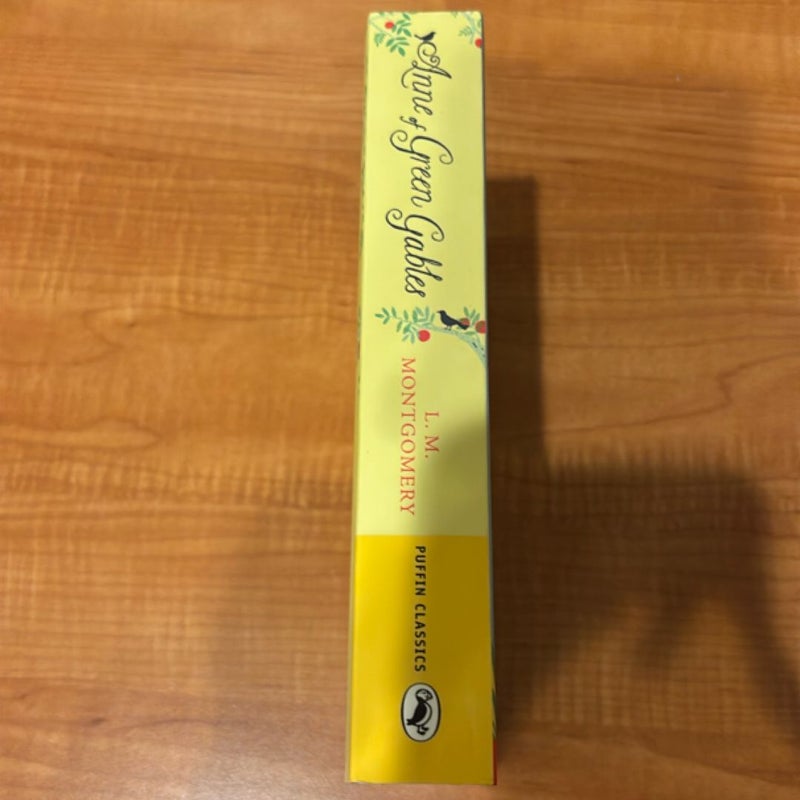 Anne of Green Gables
L. M.
MONTGOMERY
PUFFIN CLASSICS